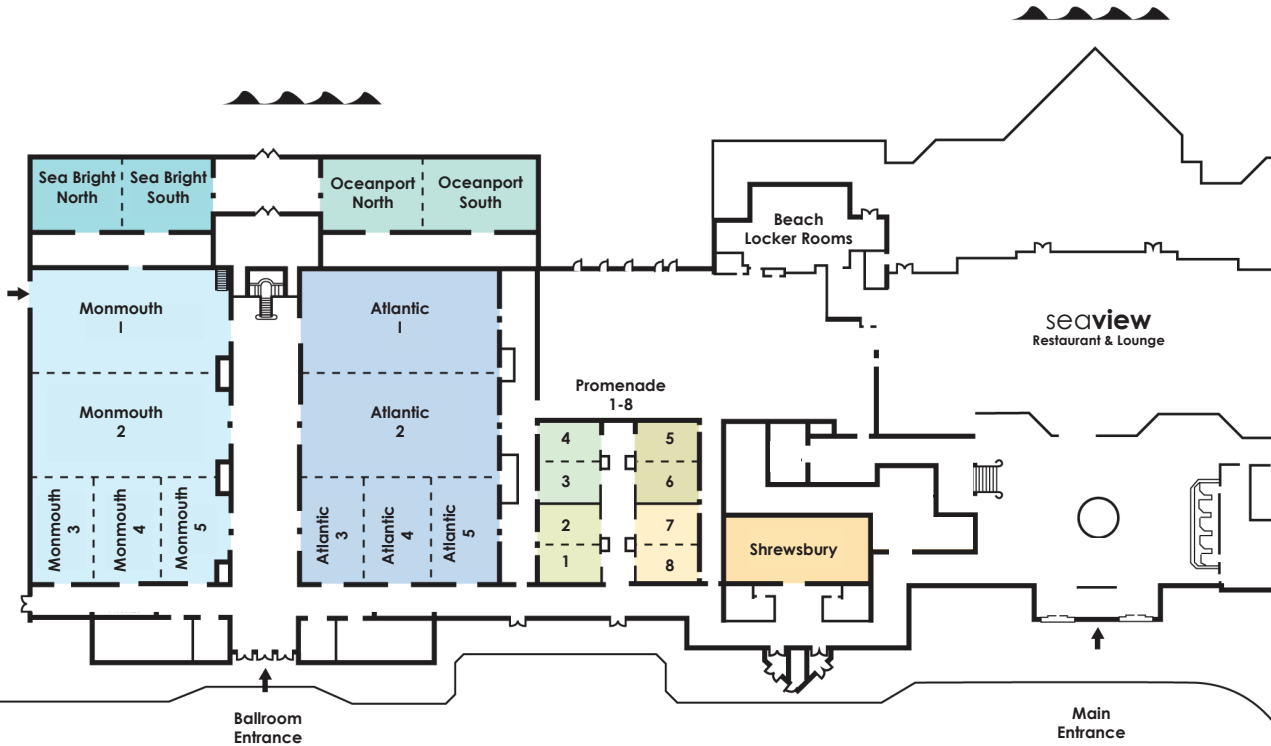 Sea Bright
North
Sea Bright
South
Oceanport
North
Oceanport
South
Beach
Locker Rooms
Monmouth
1
Atlantic
1
seaview
Restaurant & Lounge
Monmouth
2
Atlantic
2
Promenade
1-8
4
5
3
6
2
7
1
8
Monmouth
3
Monmouth
4
Monmouth
5
Atlantic
3
Atlantic
4
Atlantic
5
Shrewsbury
Ballroom
Entrance
Main
Entrance